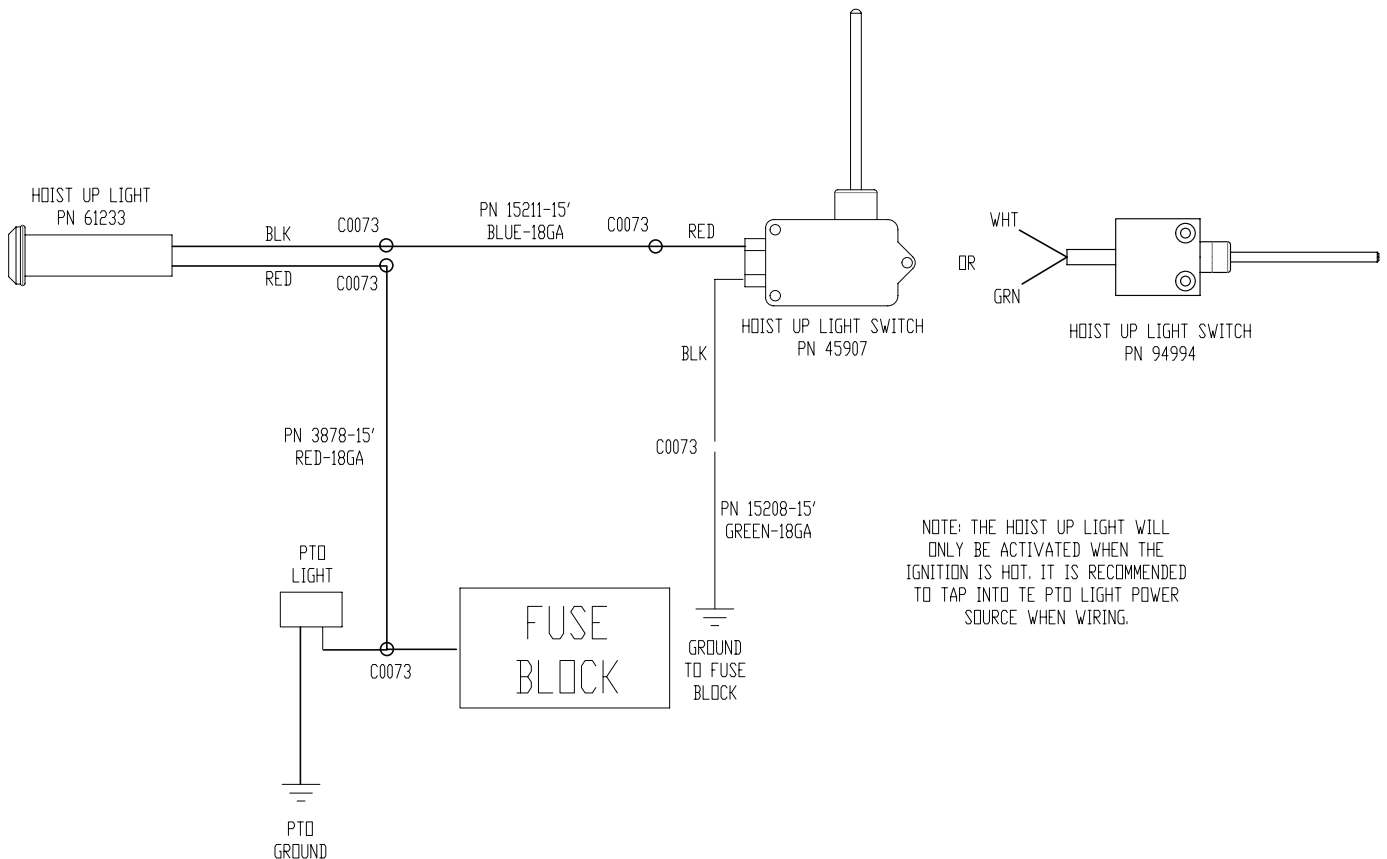 HOIST UP LIGHT
PN 61233
BLK
RED
C0073
C0073
PN 15211-15'
BLUE-18GA
C0073
RED
BLK
HOIST UP LIGHT SWITCH
PN 45907
OR
WHT
GRN
HOIST UP LIGHT SWITCH
PN 94994
PN 3878-15'
RED-18GA
C0073
PN 15208-15'
GREEN-18GA
PTO
LIGHT
C0073
FUSE
BLOCK
GROUND
TO FUSE
BLOCK
PTO
GROUND
NOTE: THE HOIST UP LIGHT WILL
ONLY BE ACTIVATED WHEN THE
IGNITION IS HOT. IT IS RECOMMENDED
TO TAP INTO TE PTO LIGHT POWER
SOURCE WHEN WIRING.